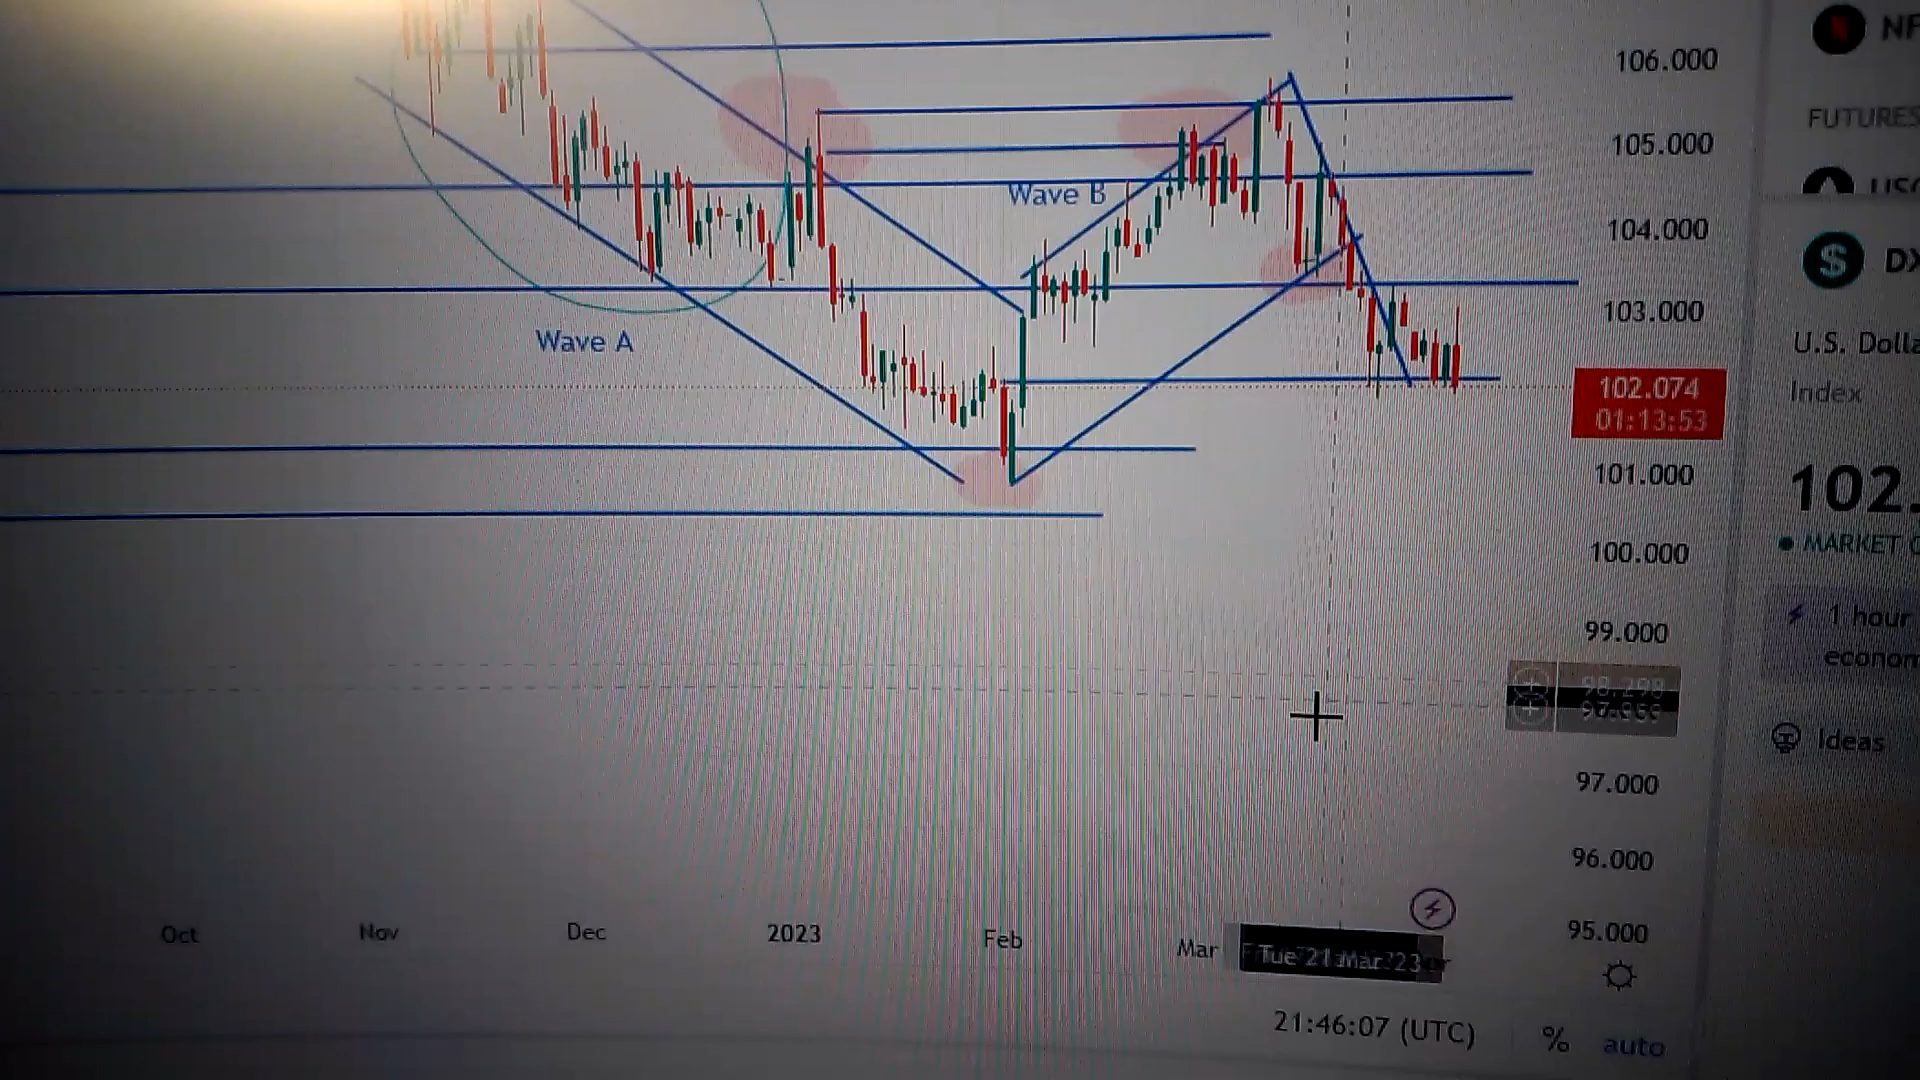 106.000
NF
FUTURES
105.000
USO
Wave B
104.000
DX
103.000
Wave A
U.S. Dolla
Index
102.074
01:13:53
101.000
102.
100.000
MARKET O
99.000
1 hour
econom
Ideas
97.000
96.000
95.000
Oct
Nov
Dec
2023
Feb
Mar
Tue 21 Mar '23
21:46:07 (UTC)
%
auto